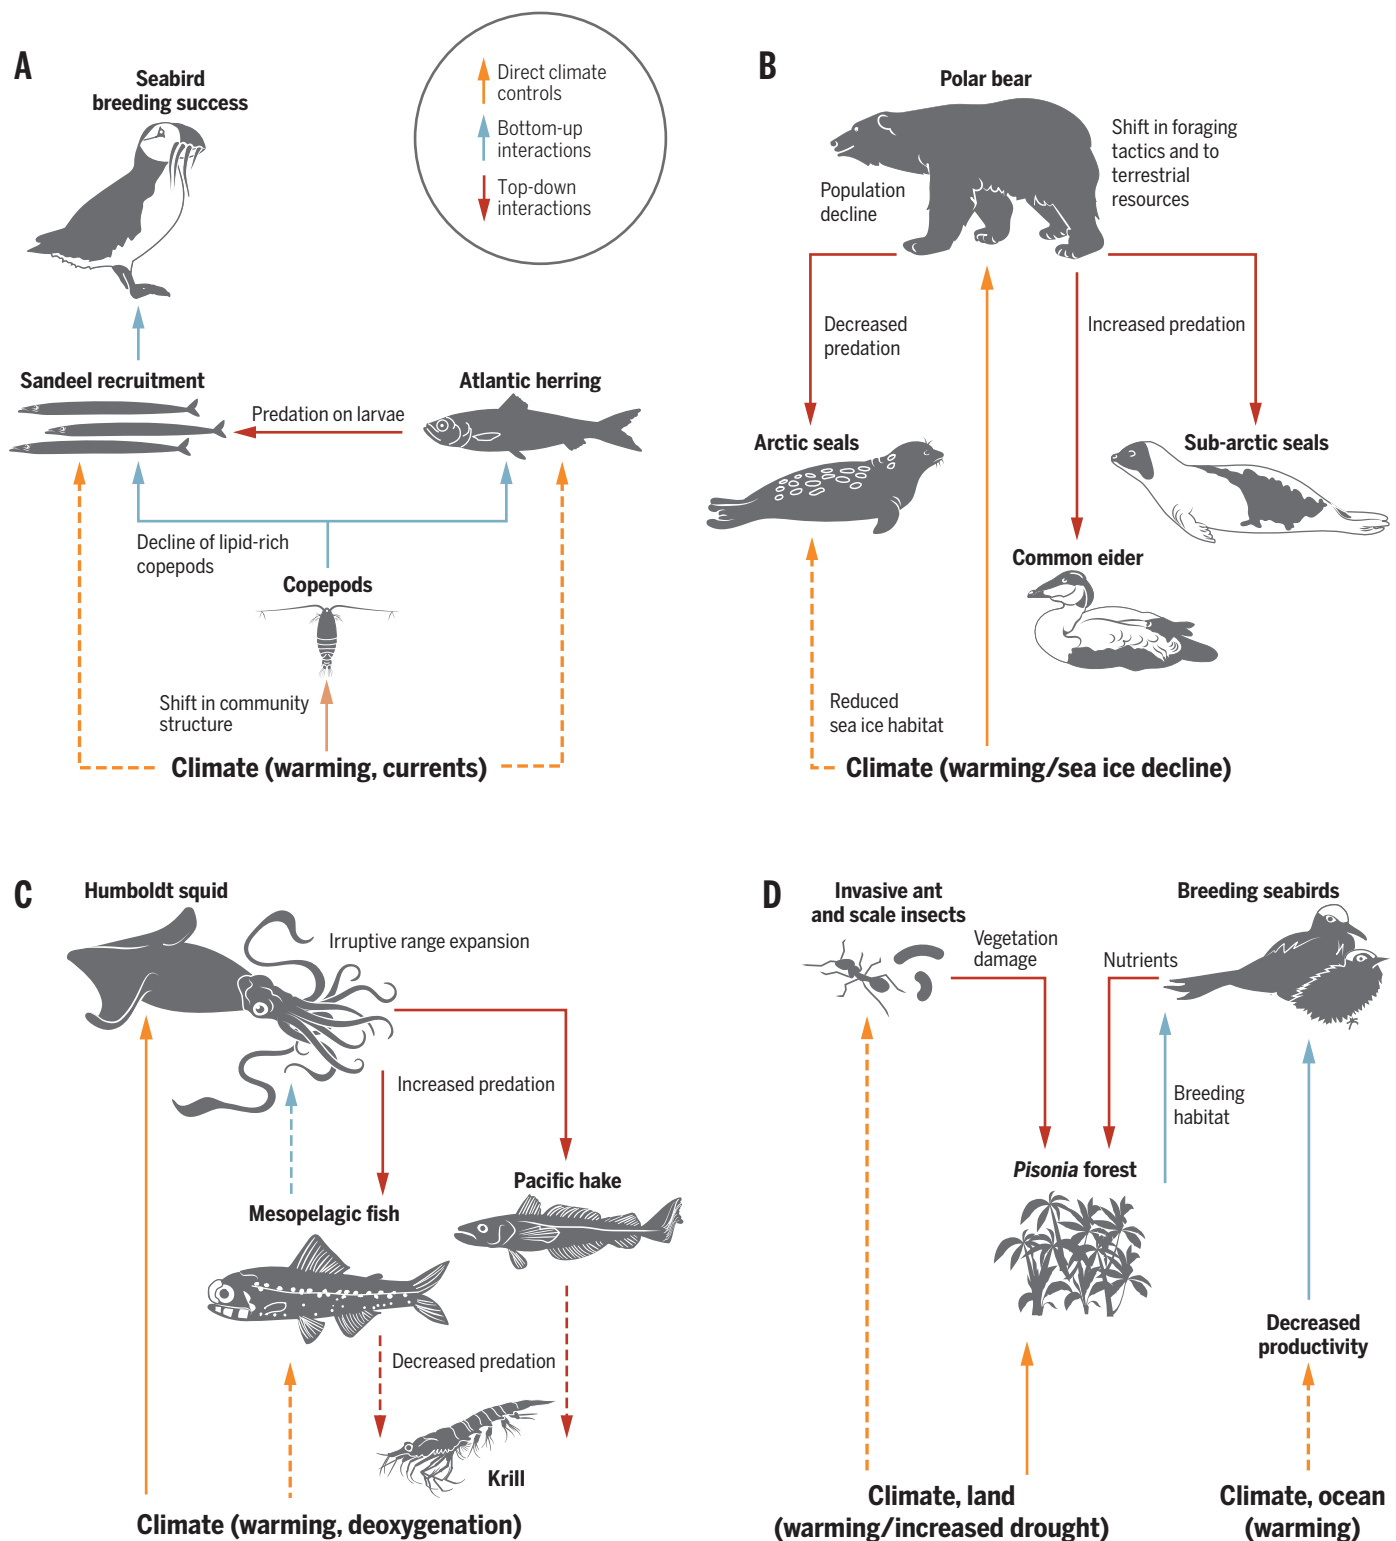 A
Seabird
breeding success
Direct climate
controls
Bottom-up
interactions
Top-down
interactions
Sandeel recruitment
Atlantic herring
Predation on larvae
Decline of lipid-rich
copepods
Copepods
Shift in community
structure
Climate (warming, currents)
B
Polar bear
Shift in foraging
tactics and to
terrestrial
resources
Population
decline
Decreased
predation
Increased predation
Arctic seals
Sub-arctic seals
Common eider
Reduced
sea ice habitat
Climate (warming/sea ice decline)
C
Humboldt squid
Irruptive range expansion
Increased predation
Pacific hake
Mesopelagic fish
Decreased predation
Krill
Climate (warming, deoxygenation)
D
Invasive ant
and scale insects
Breeding seabirds
Vegetation
damage
Nutrients
Breeding
habitat
Pisonia forest
Decreased
productivity
Climate, land
(warming/increased drought)
Climate, ocean
(warming)